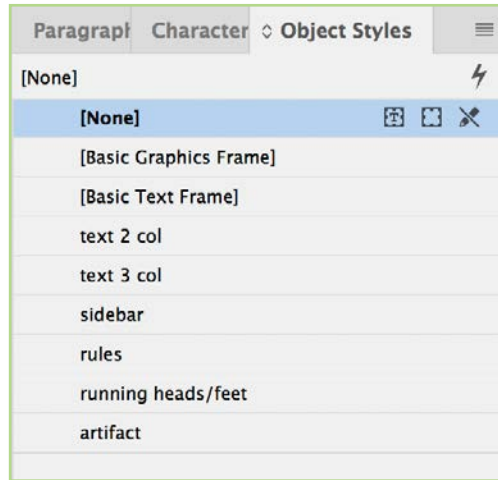 Paragraph Character Object Styles
[None]
[None]
[Basic Graphics Frame]
[Basic Text Frame]
text 2 col
text 3 col
sidebar
rules
running heads/feet
artifact